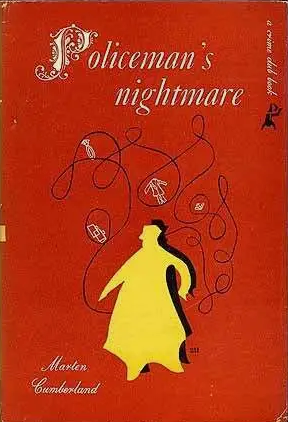 Policeman's
nightmare
a crime club book
Marten
Cumberland